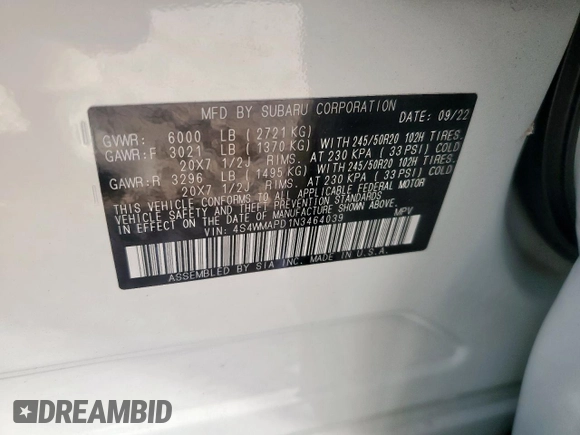 MFD BY SUBARU CORPORATION DATE: 09/22
GVWR: 6000 LB (2721 KG)
GAWR:F 3021 LB (1370 KG) WITH 245/50R20 102H TIRES,
20X7 1/2J RIMS, AT 230 KPA (33 PSI) COLD
GAWR:R 3296 LB (1495 KG) WITH 245/50R20 102H TIRES,
20X7 1/2J RIMS, AT 230 KPA (33 PSI) COLD
THIS VEHICLE CONFORMS TO ALL APPLICABLE FEDERAL MOTOR
VEHICLE SAFETY AND THEFT PREVENTION STANDARDS IN EFFECT
ON THE DATE OF MANUFACTURE SHOWN ABOVE.
VIN: 4S4WMAPD1N3464039 MPV
ASSEMBLED BY SIA INC. MADE IN U.S.A.
DREAMBID